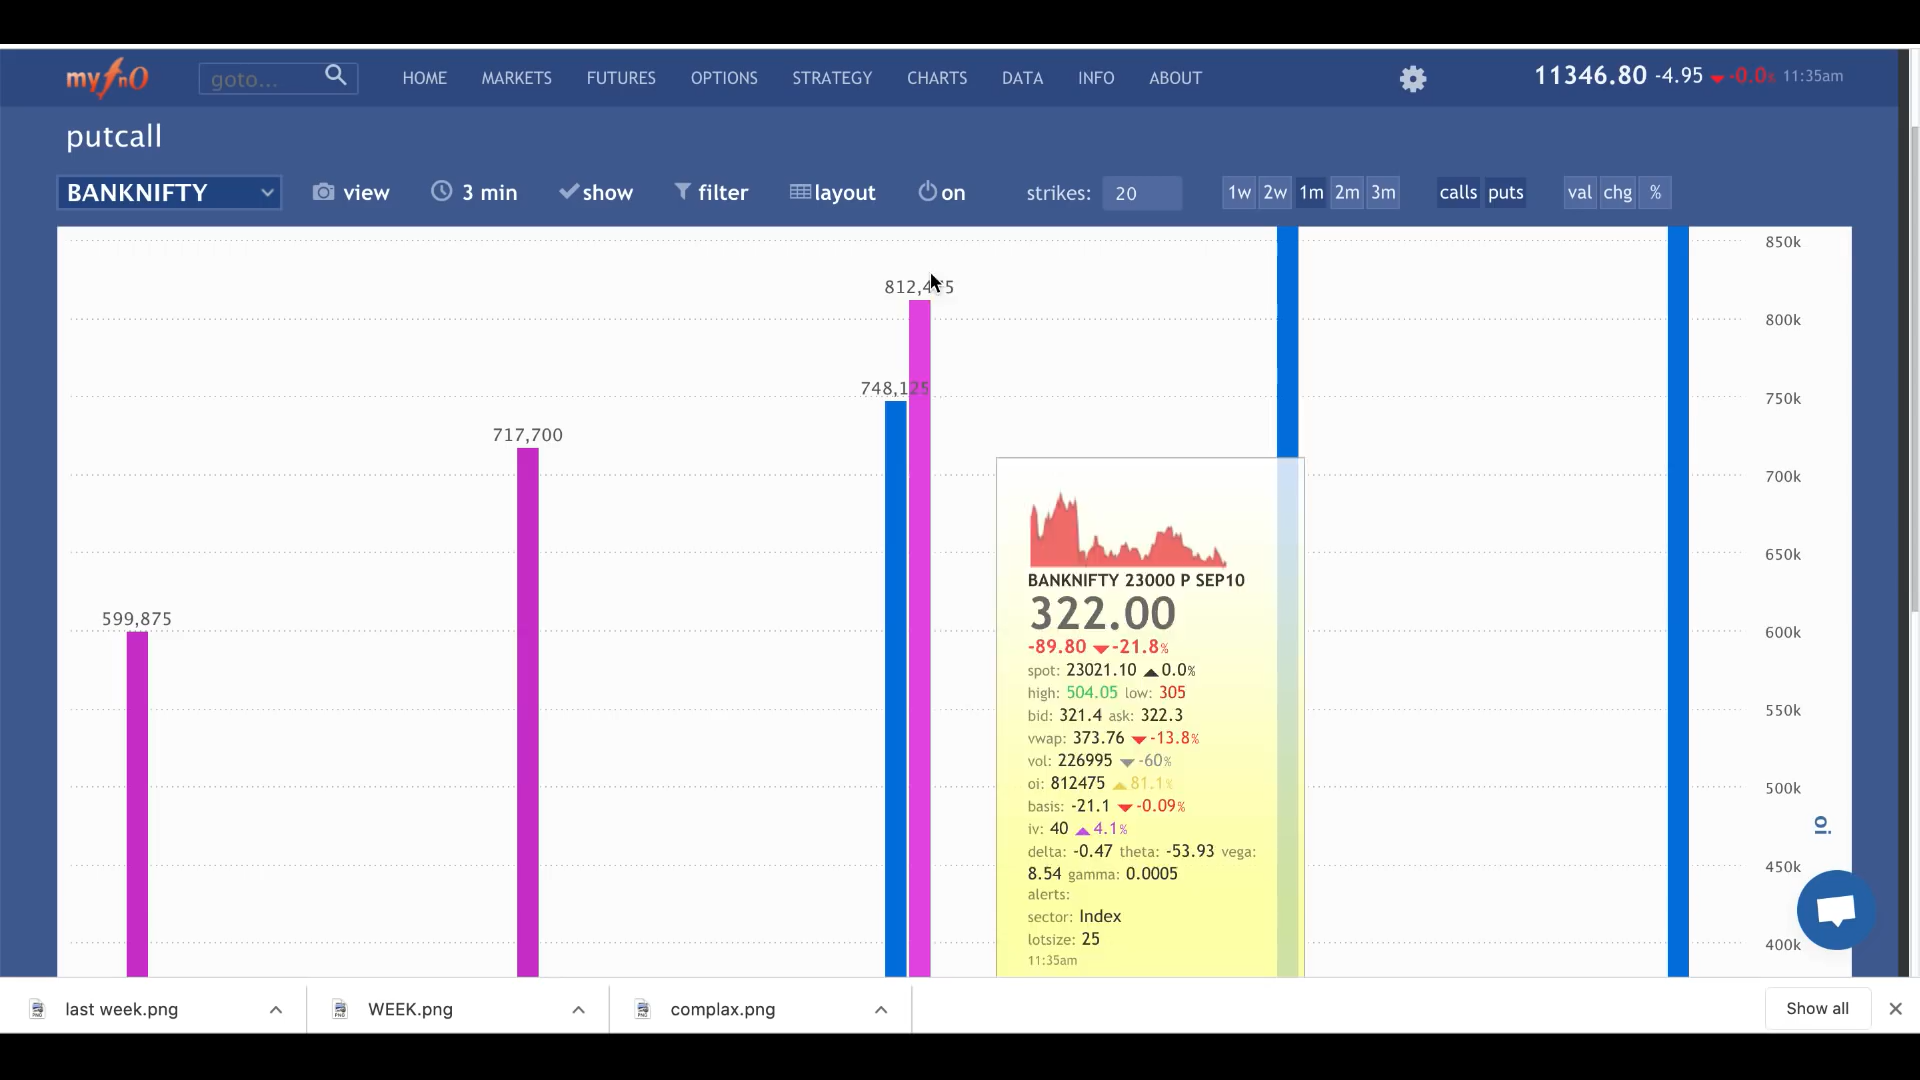 myfnO
goto...
HOME MARKETS FUTURES OPTIONS STRATEGY CHARTS DATA INFO ABOUT
11346.80 -4.95 -0.0% 11:35am
putcall
BANKNIFTY view 3 min show filter layout on strikes: 20 1w 2w 1m 2m 3m calls puts val chg %
850k
812,475
800k
748,125
750k
717,700
700k
650k
599,875
600k
550k
500k
oi
450k
400k
BANKNIFTY 23000 P SEP10
322.00
-89.80 -21.8%
spot: 23021.10 0.0%
high: 504.05 low: 305
bid: 321.4 ask: 322.3
vwap: 373.76 -13.8%
vol: 226995 -60%
oi: 812475 81.1%
basis: -21.1 -0.09%
iv: 40 4.1%
delta: -0.47 theta: -53.93 vega:
8.54 gamma: 0.0005
alerts:
sector: Index
lotsize: 25
11:35am
last week.png WEEK.png complax.png Show all